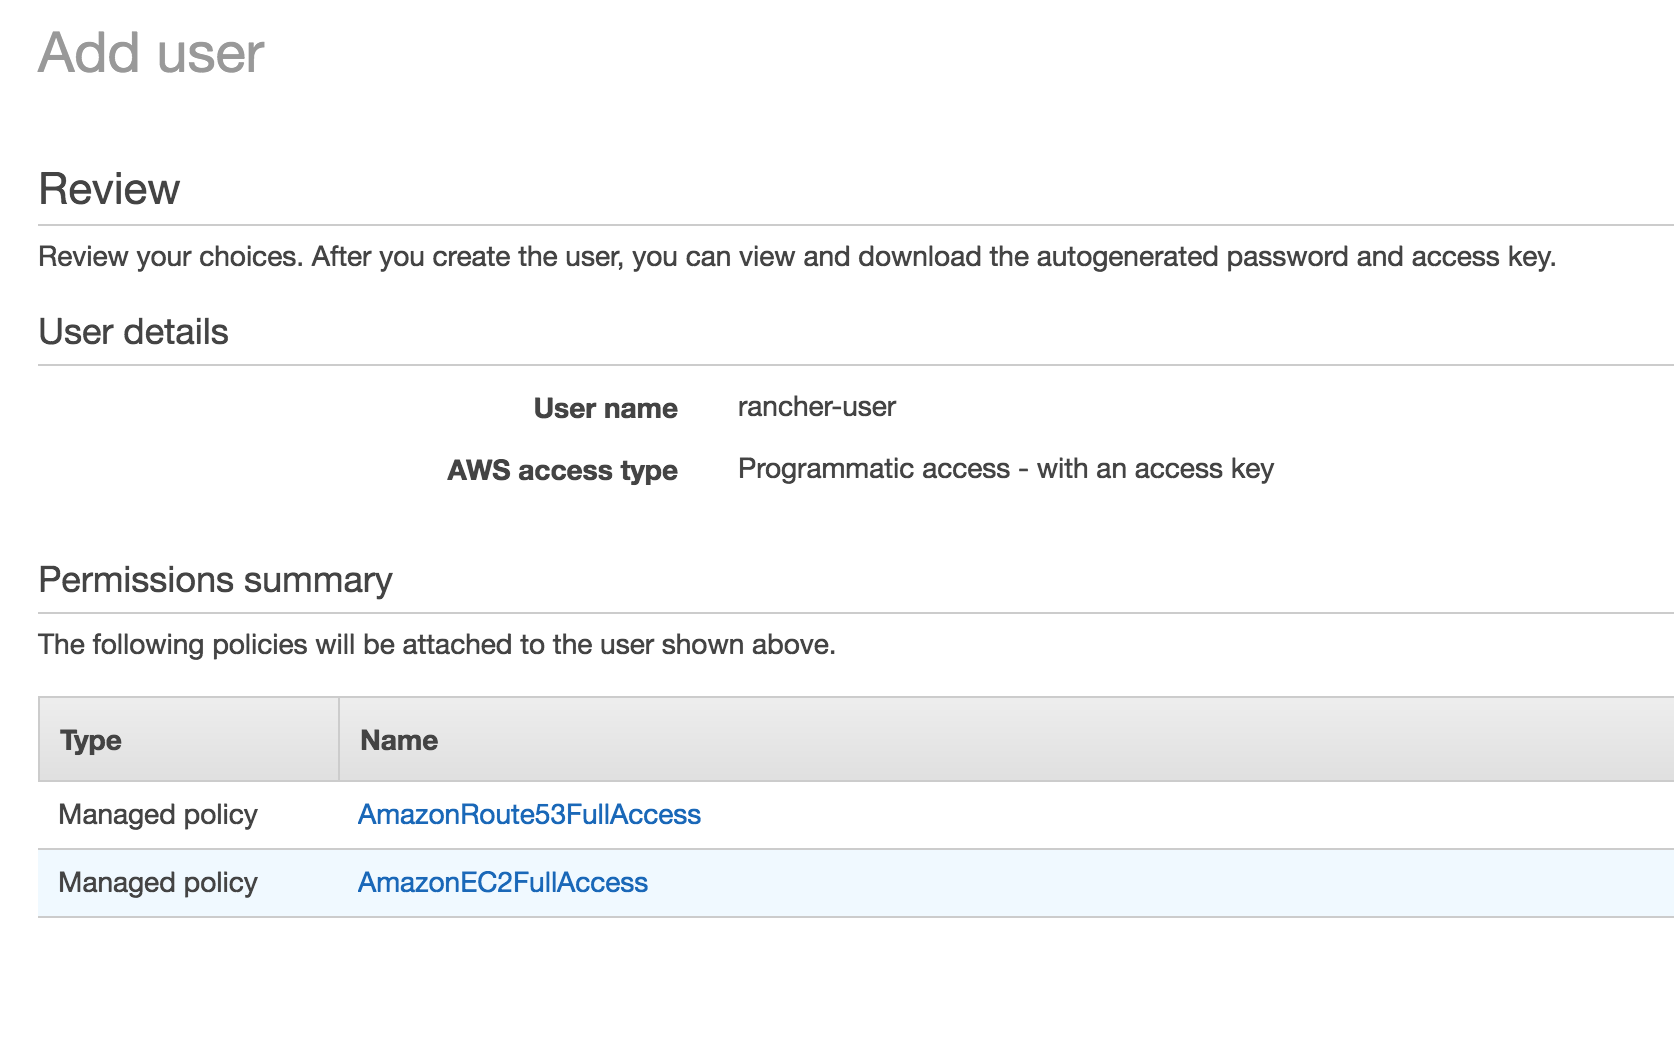 Add user
Review
Review your choices. After you create the user, you can view and download the autogenerated password and access key.
User details
User name rancher-user
AWS access type Programmatic access - with an access key
Permissions summary
The following policies will be attached to the user shown above.
Type Name
Managed policy AmazonRoute53FullAccess
Managed policy AmazonEC2FullAccess